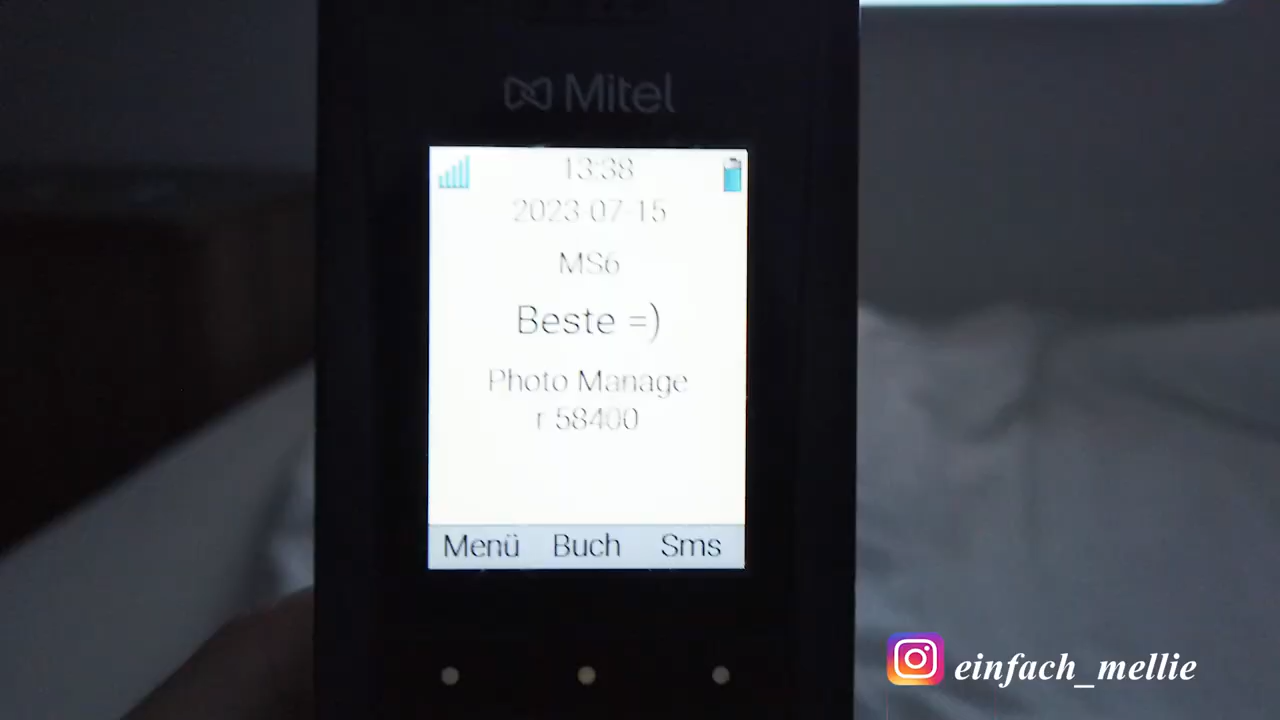 Mitel
13:38
2023 07 15
MS6
Beste =)
Photo Manage
r 58400
Menü Buch Sms
einfach_mellie